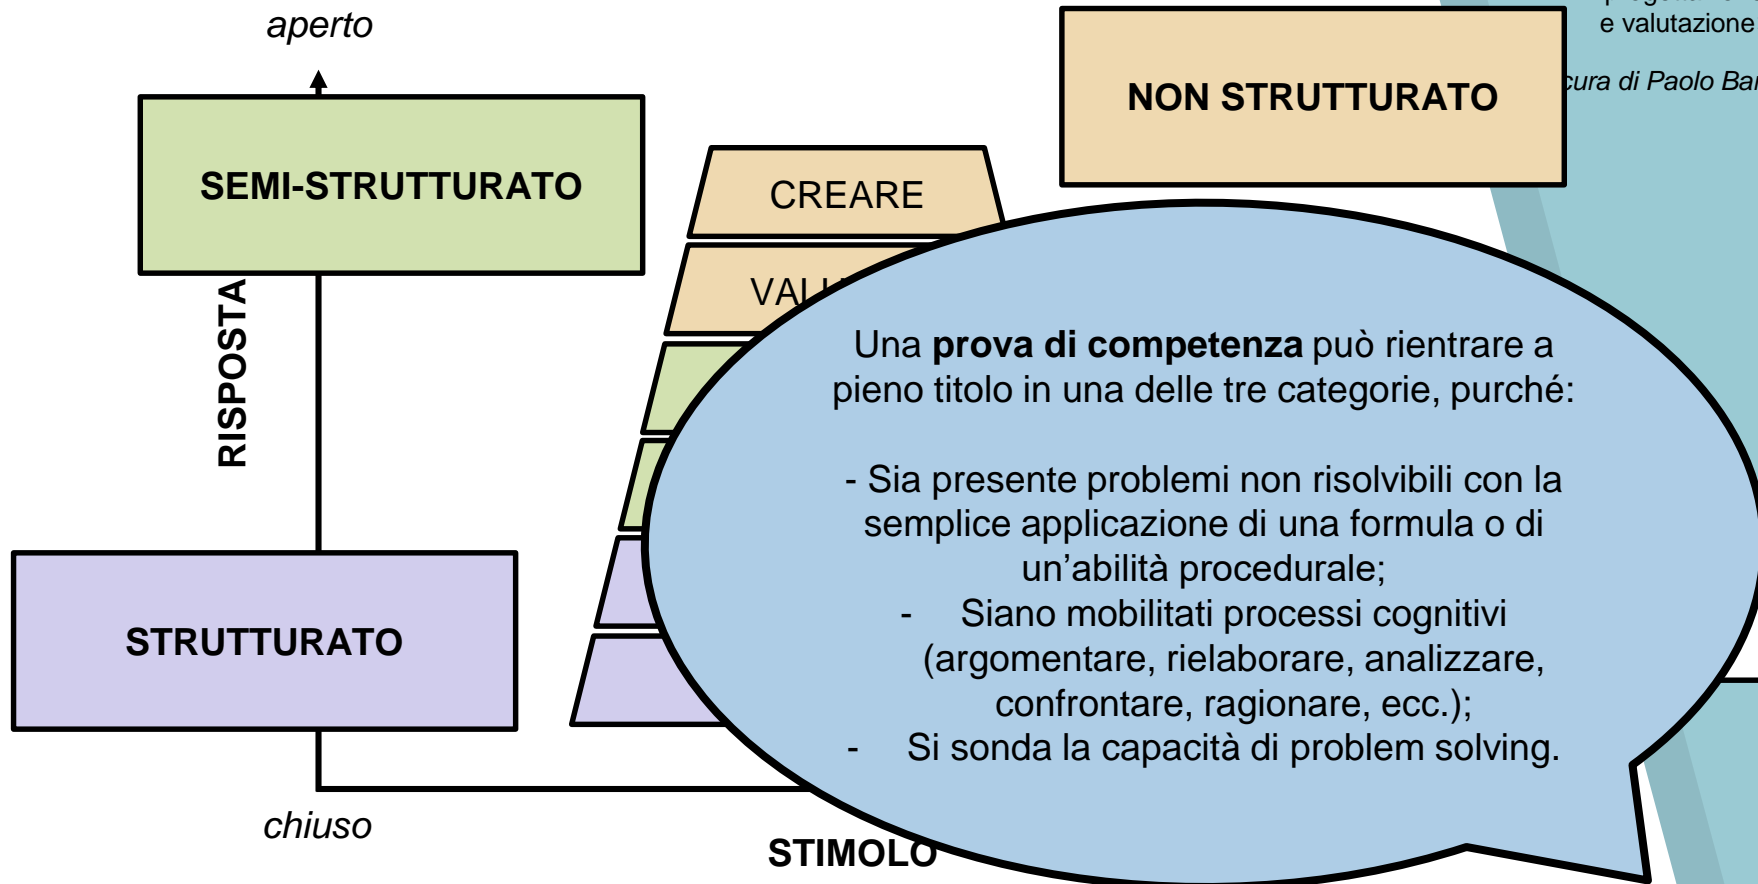 aperto
e valutazione
cura di Paolo
NON STRUTTURATO
SEMI-STRUTTURATO
CREARE
RISPOSTA
Una prova di competenza può rientrare a
pieno titolo in una delle tre categorie, purché:
- Sia presente problemi non risolvibili con la
semplice applicazione di una formula o di
un’abilità procedurale;
- Siano mobilitati processi cognitivi
(argomentare, rielaborare, analizzare,
confrontare, ragionare, ecc.);
- Si sonda la capacità di problem solving.
STRUTTURATO
chiuso
STIMOLO